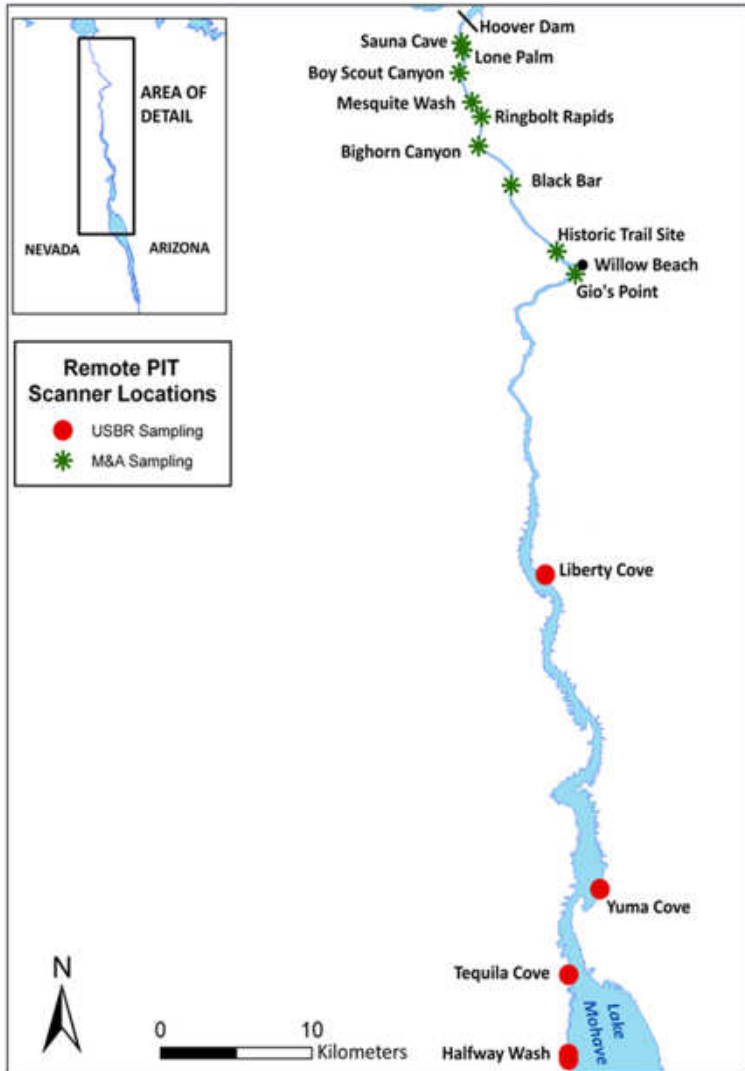 Hoover Dam
Sauna Cave
Lone Palm
Boy Scout Canyon
Mesquite Wash
Ringbolt Rapids
Bighorn Canyon
Black Bar
Historic Trail Site
Willow Beach
Gio's Point
AREA OF
DETAIL
NEVADA
ARIZONA
Remote PIT
Scanner Locations
USBR Sampling
M&A Sampling
Liberty Cove
Yuma Cove
Tequila Cove
Lake
Mohave
Halfway Wash
N
0
10
Kilometers